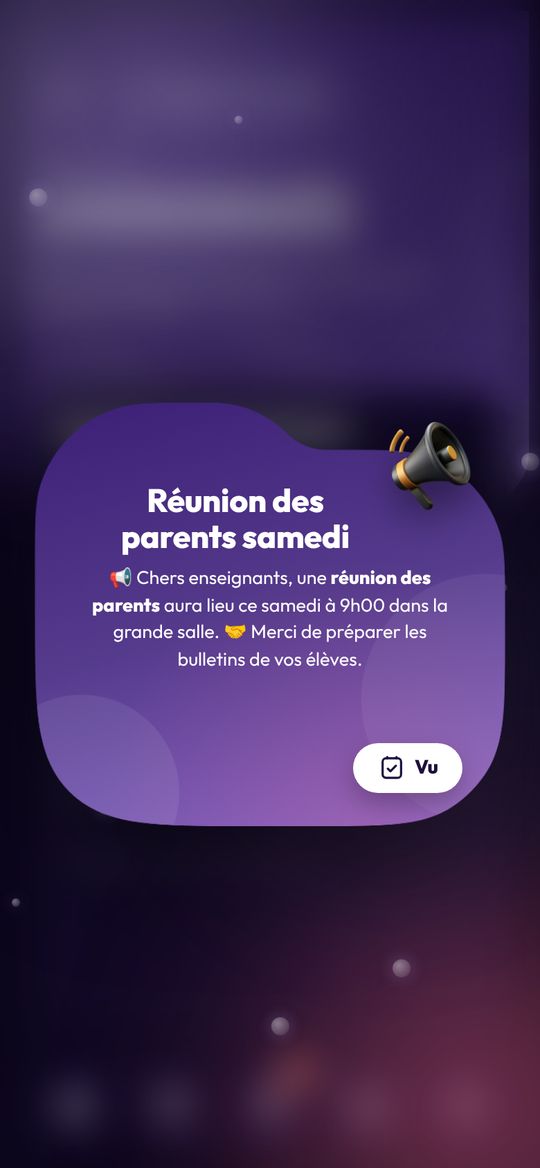 Réunion des
parents samedi
📢 Chers enseignants, une réunion des
parents aura lieu ce samedi à 9h00 dans la
grande salle. 🤝 Merci de préparer les
bulletins de vos élèves.
Vu